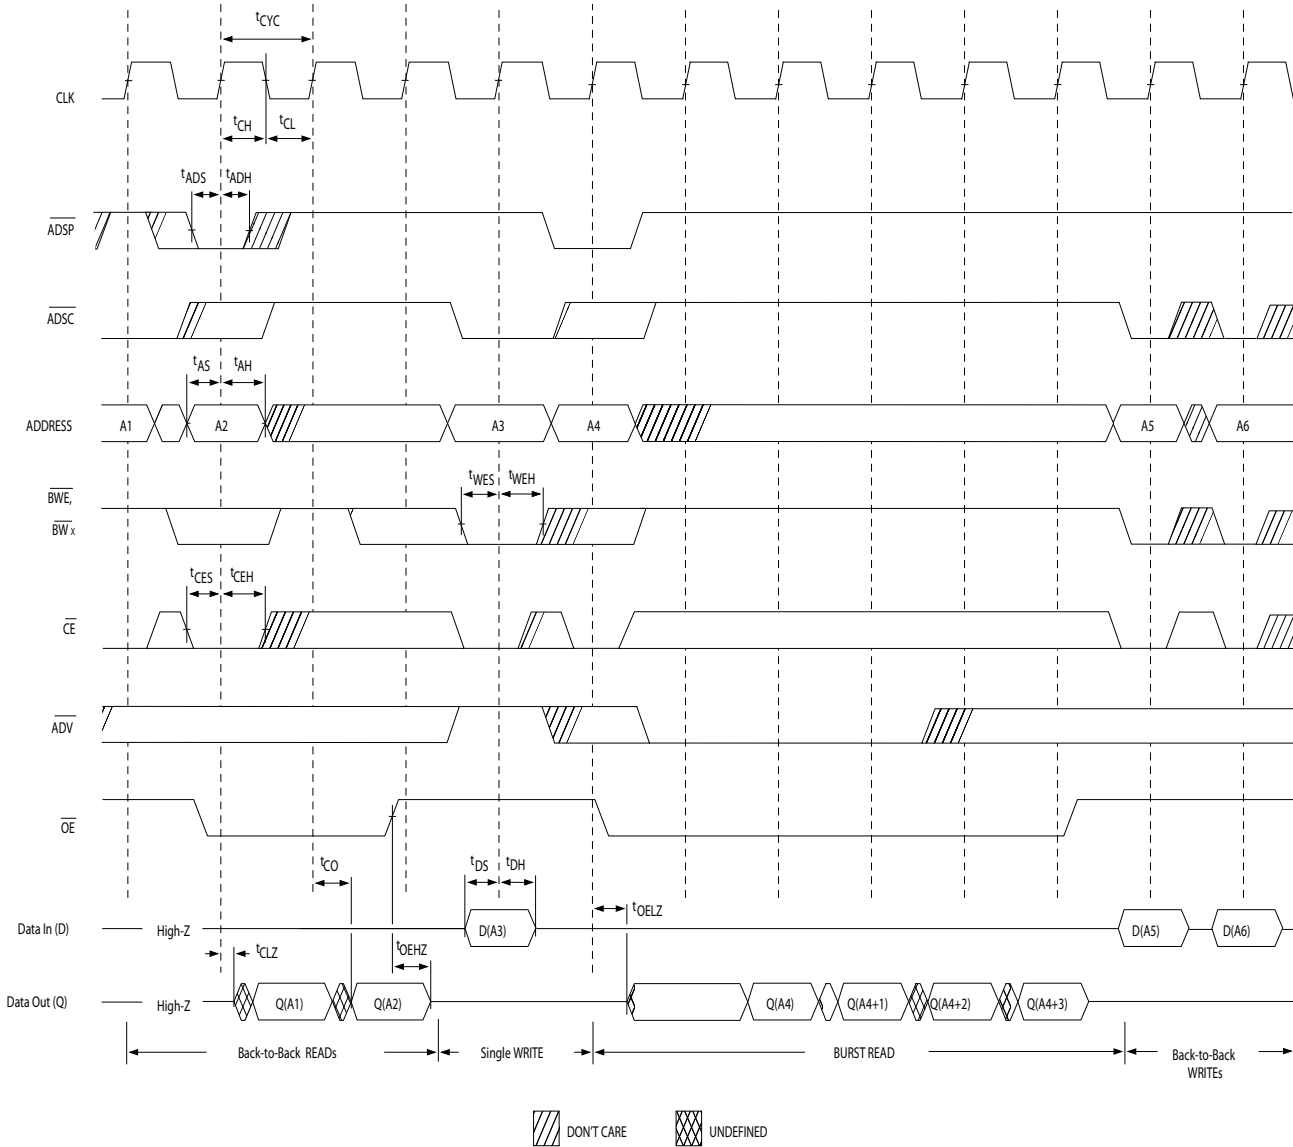 tCYC
CLK
tCH tCL
tADS tADH
ADSP
ADSC
tAS tAH
ADDRESS A1 A2 A3 A4 A5 A6
tWES tWEH
BWE,
BW x
tCES tCEH
CE
ADV
OE
tCO tDS tDH
tOELZ
Data In (D) High-Z D(A3) D(A5) D(A6)
tCLZ tOEHZ
Data Out (Q) High-Z Q(A1) Q(A2) Q(A4) Q(A4+1) Q(A4+2) Q(A4+3)
Back-to-Back READs Single WRITE BURST READ Back-to-Back
WRITEs
DON'T CARE UNDEFINED